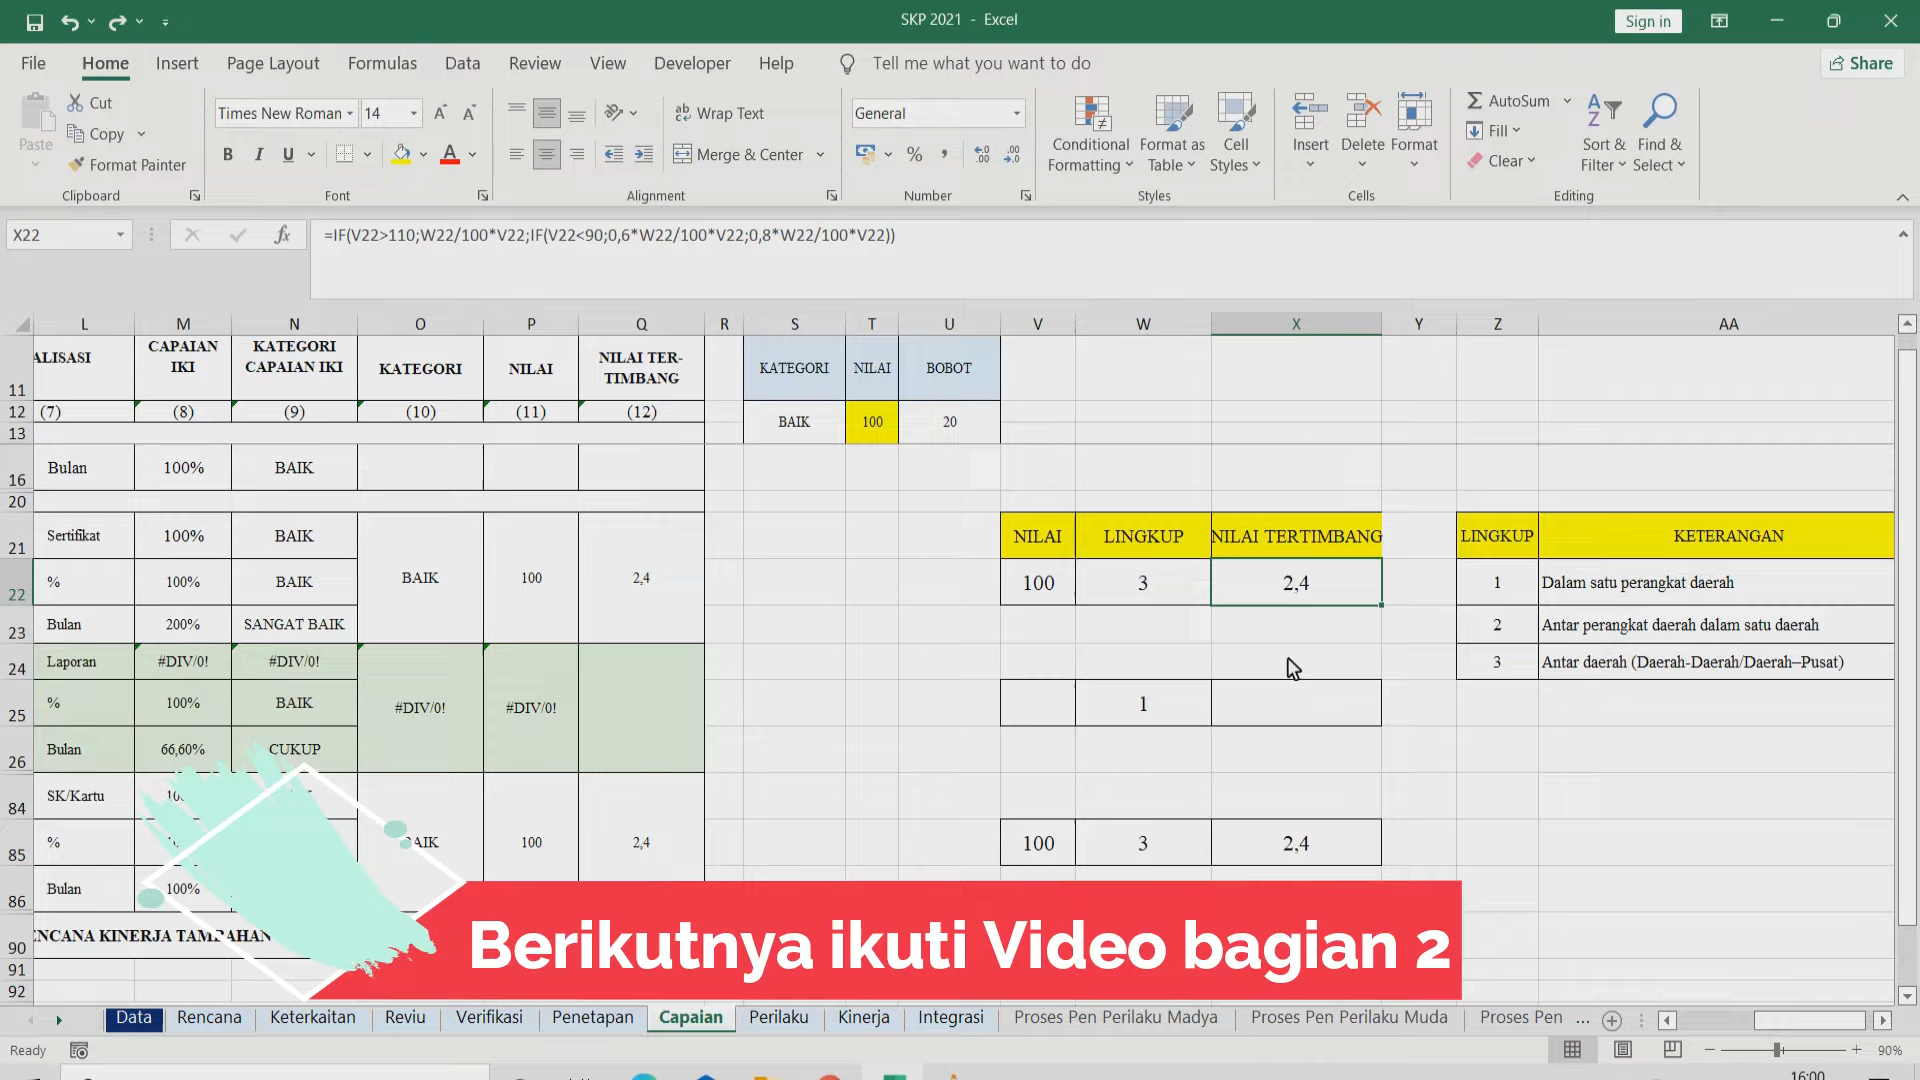 SKP 2021 - Excel
Sign in
File Home Insert Page Layout Formulas Data Review View Developer Help Tell me what you want to do Share
Paste
Cut
Copy
Format Painter
Clipboard
Times New Roman 14
B I U
Font
Wrap Text
Merge & Center
Alignment
General
Number
Conditional Formatting
Format as Table
Cell Styles
Styles
Insert Delete Format
Cells
AutoSum
Fill
Clear
Sort & Filter
Find & Select
Editing
X22 fx =IF(V22>110;W22/100*V22;IF(V22<90;0,6*W22/100*V22;0,8*W22/100*V22))
L M N O P Q R S T U V W X Y Z AA
11 ALISASI CAPAIAN IKI KATEGORI CAPAIAN IKI KATEGORI NILAI NILAI TER-TIMBANG KATEGORI NILAI BOBOT
12 (7) (8) (9) (10) (11) (12)
13 BAIK 100 20
16 Bulan 100% BAIK
20
21 Sertifikat 100% BAIK NILAI LINGKUP NILAI TERTIMBANG LINGKUP KETERANGAN
22 % 100% BAIK BAIK 100 2,4 100 3 2,4 1 Dalam satu perangkat daerah
23 Bulan 200% SANGAT BAIK 2 Antar perangkat daerah dalam satu daerah
24 Laporan #DIV/0! #DIV/0! 3 Antar daerah (Daerah-Daerah/Daerah–Pusat)
25 % 100% BAIK #DIV/0! #DIV/0! 1
26 Bulan 66,60% CUKUP
84 SK/Kartu
85 % 100 2,4 100 3 2,4
86 Bulan 100%
90 ENCANA KINERJA TAMBAHAN
91
92
Berikutnya ikuti Video bagian 2
Data Rencana Keterkaitan Reviu Verifikasi Penetapan Capaian Perilaku Kinerja Integrasi Proses Pen Perilaku Madya Proses Pen Perilaku Muda Proses Pen ...
Ready 90%
16:00